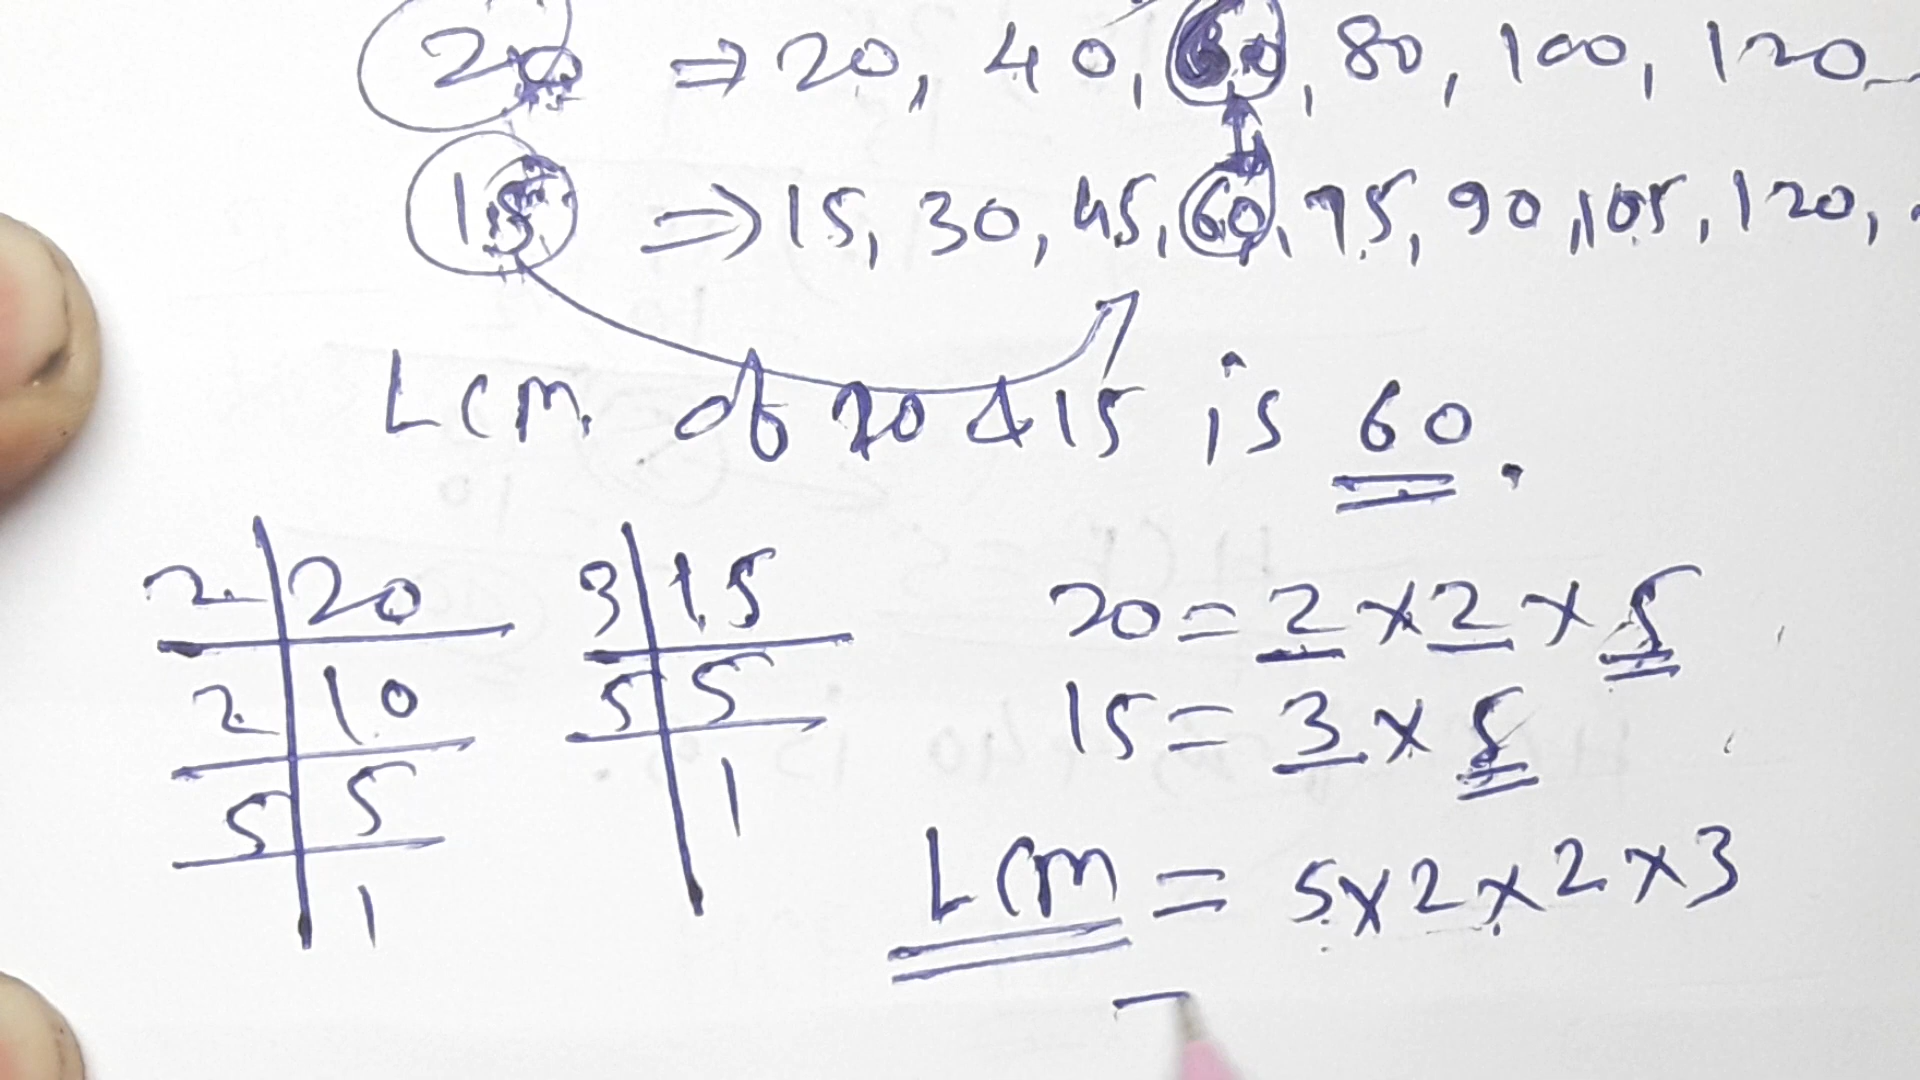 20 ⇒ 20, 40, 60, 80, 100, 120
15 ⇒ 15, 30, 45, 60, 75, 90, 105, 120,
LCM of 20 & 15 is 60.
2 | 20
2 | 10
5 | 5
1
3 | 15
5 | 5
1
20 = 2 × 2 × 5
15 = 3 × 5
LCM = 5 × 2 × 2 × 3